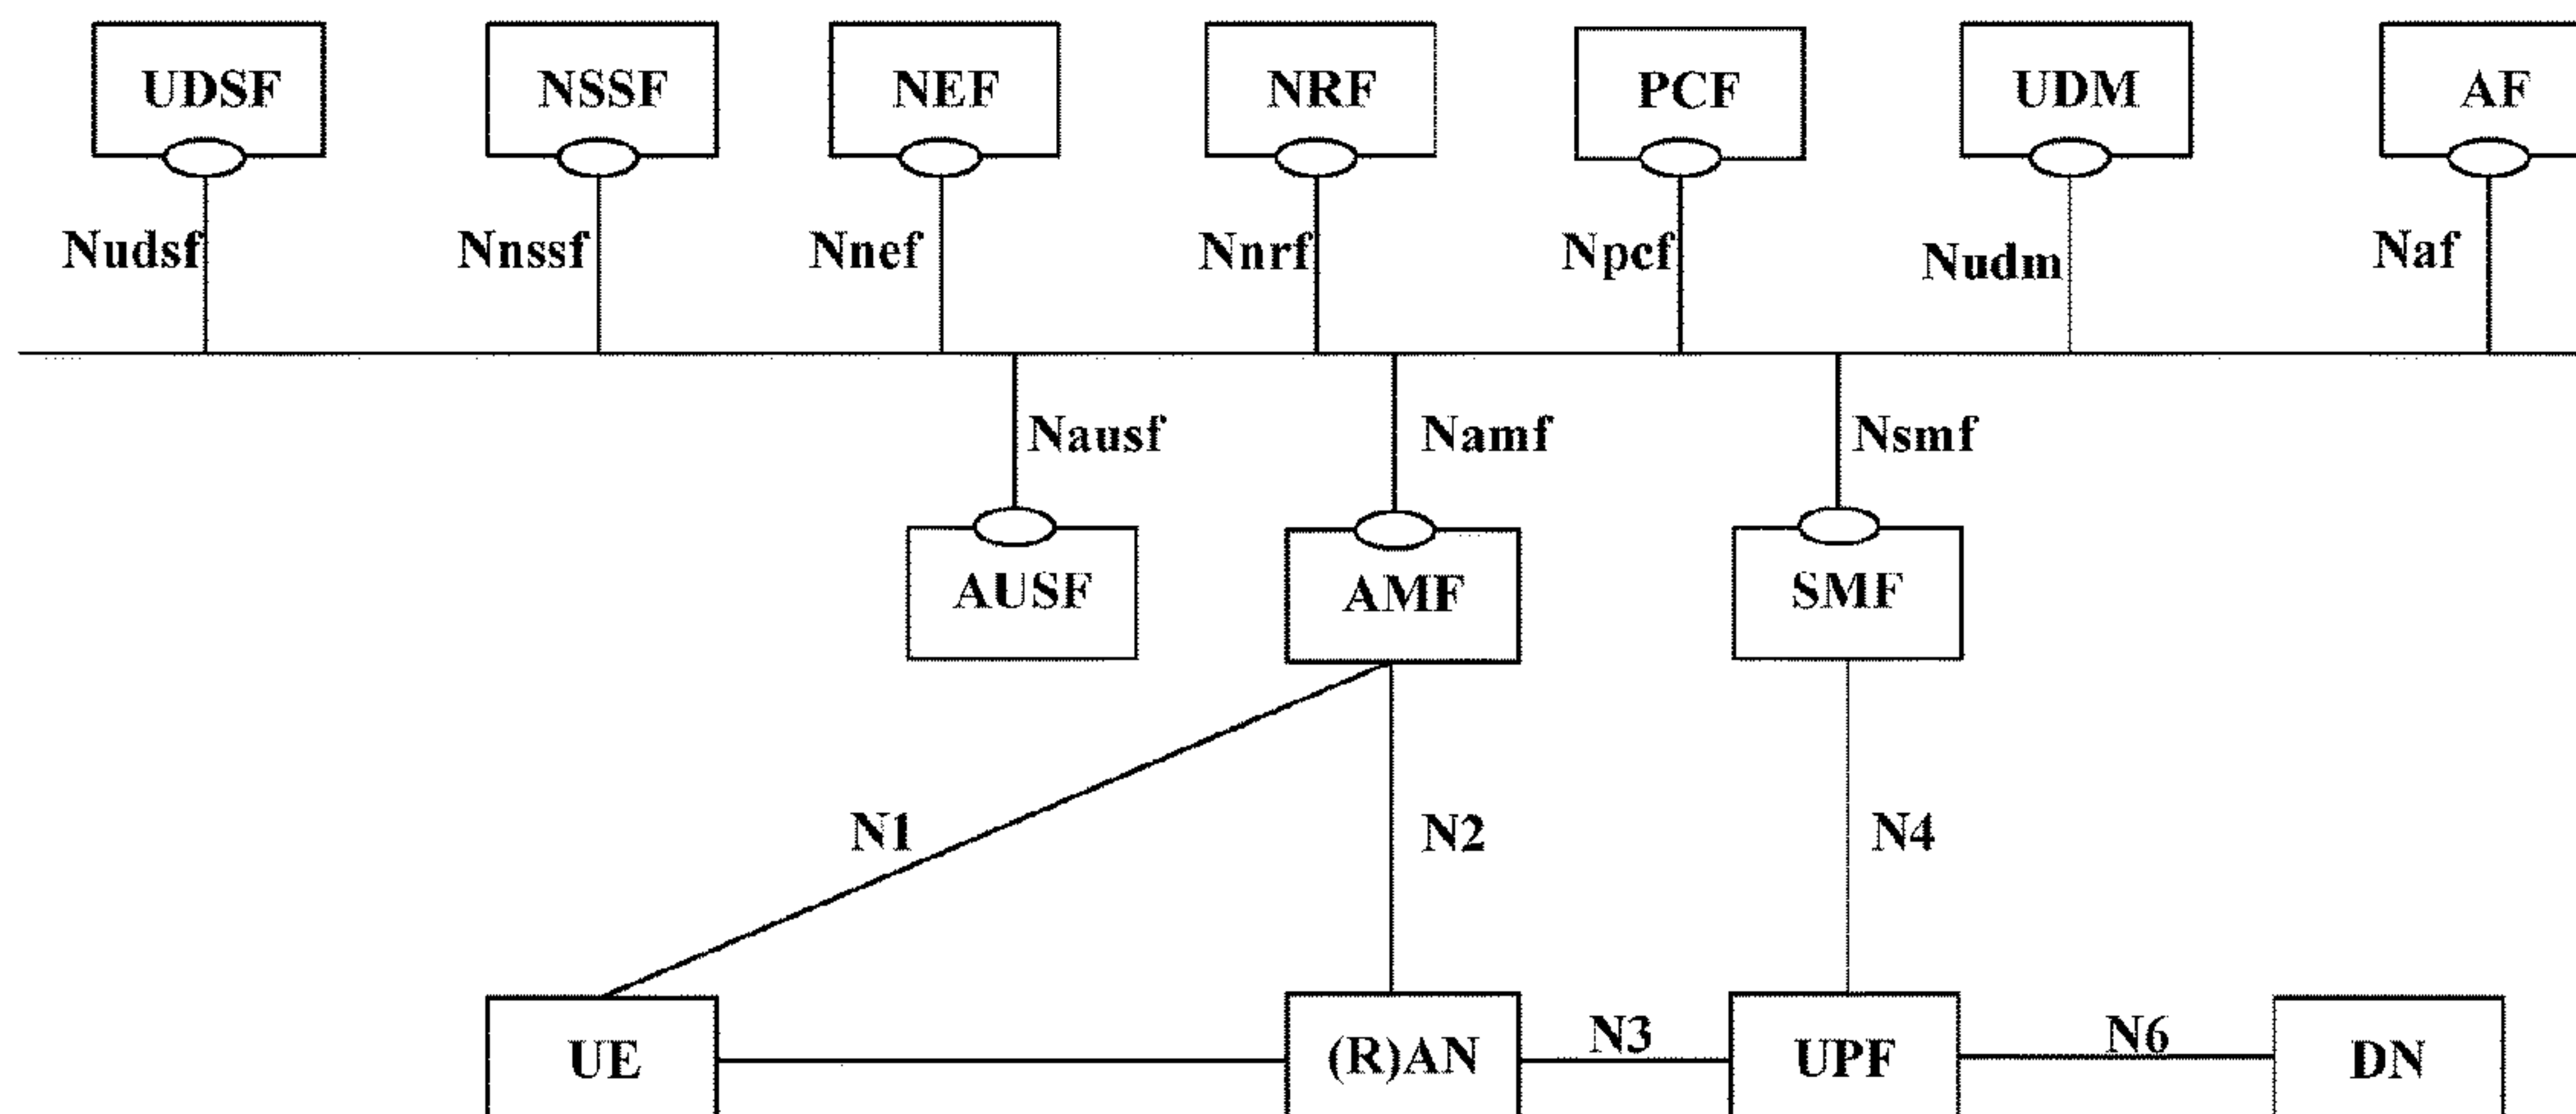 UDSF NSSF NEF NRF PCF UDM AF
Nudsf Nnssf Nnef Nnrf Npcf Nudm Naf
Nausf Namf Nsmf
AUSF AMF SMF
N1 N2 N4
UE (R)AN N3 UPF N6 DN